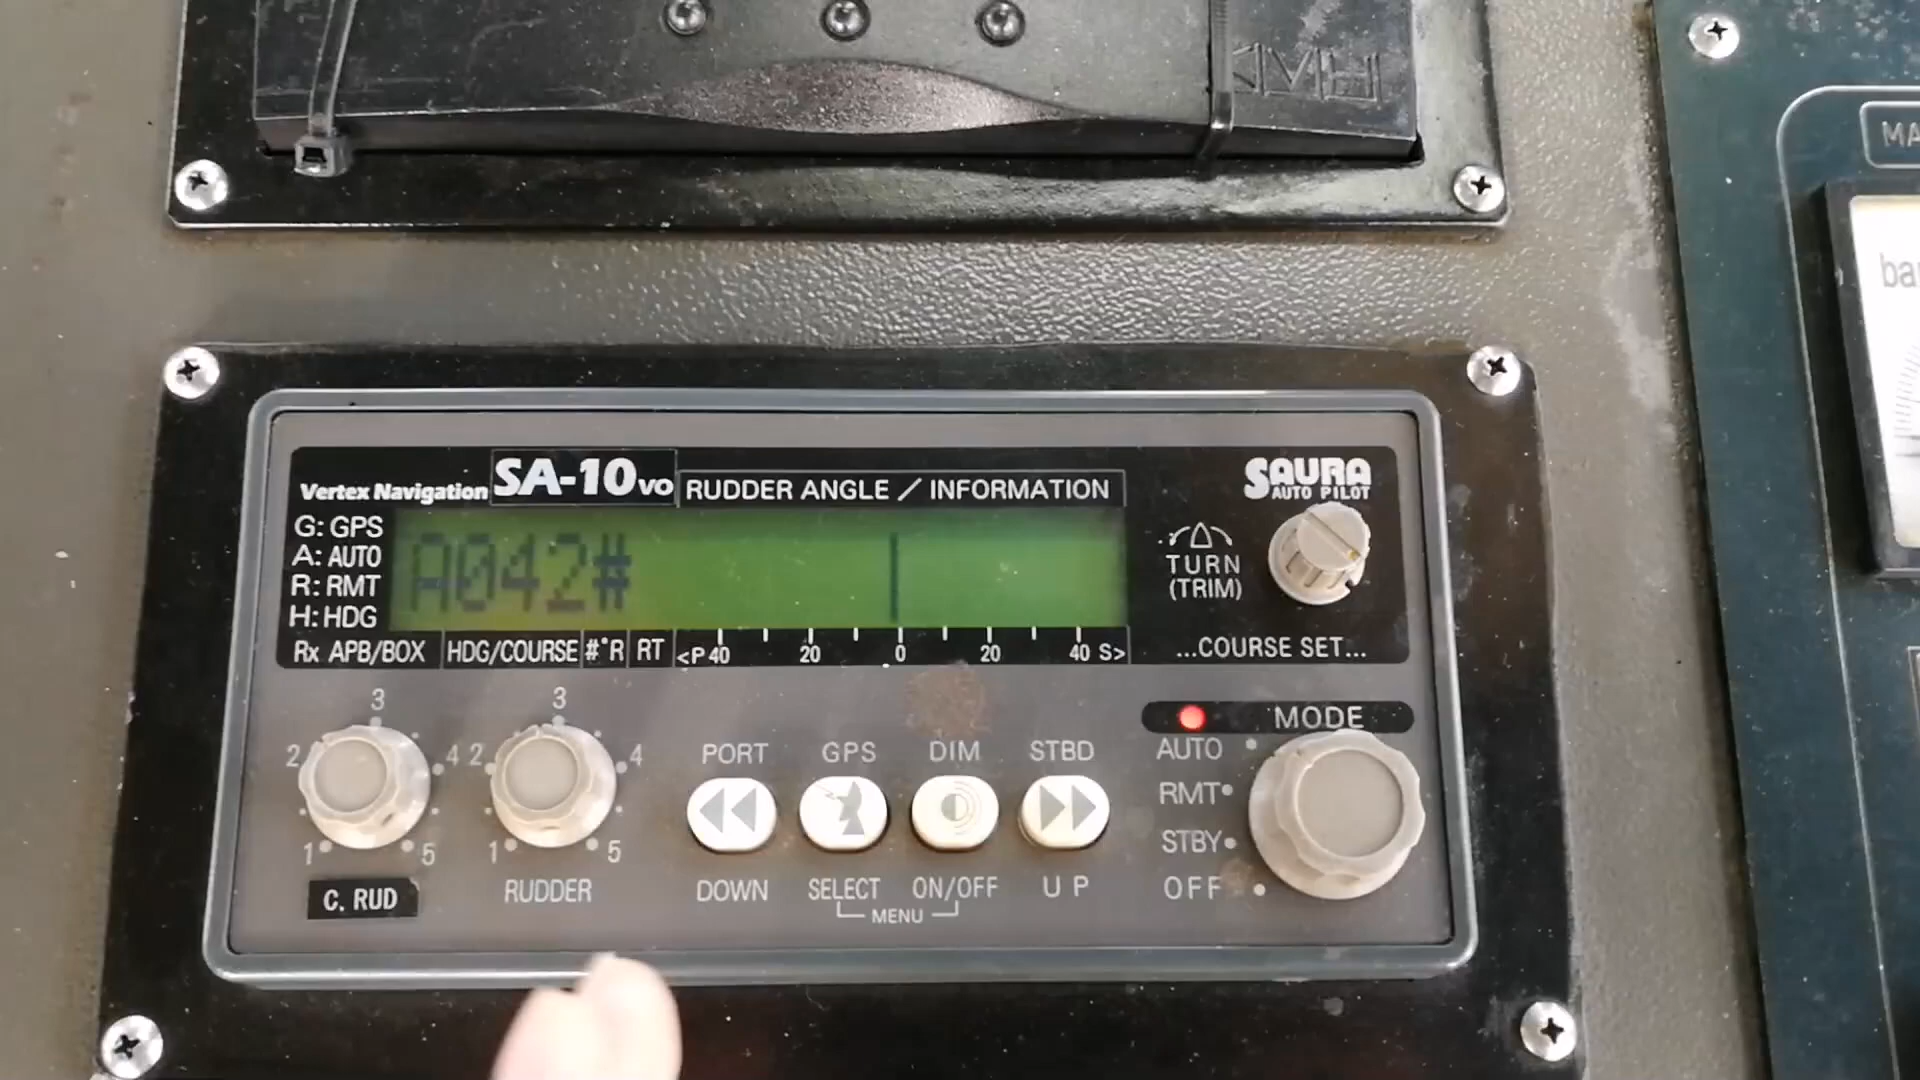 Vertex Navigation SA-10VO RUDDER ANGLE / INFORMATION
SAURA
AUTO PILOT
G: GPS
A: AUTO
R: RMT
H: HDG
A042#
TURN
(TRIM)
Rx APB/BOX HDG/COURSE #°R RT <P 40 20 0 20 40 S>
...COURSE SET...
1 2 3 4 5
C. RUD
1 2 3 4 5
RUDDER
PORT GPS DIM STBD
DOWN SELECT ON/OFF UP
MENU
MODE
AUTO
RMT
STBY
OFF